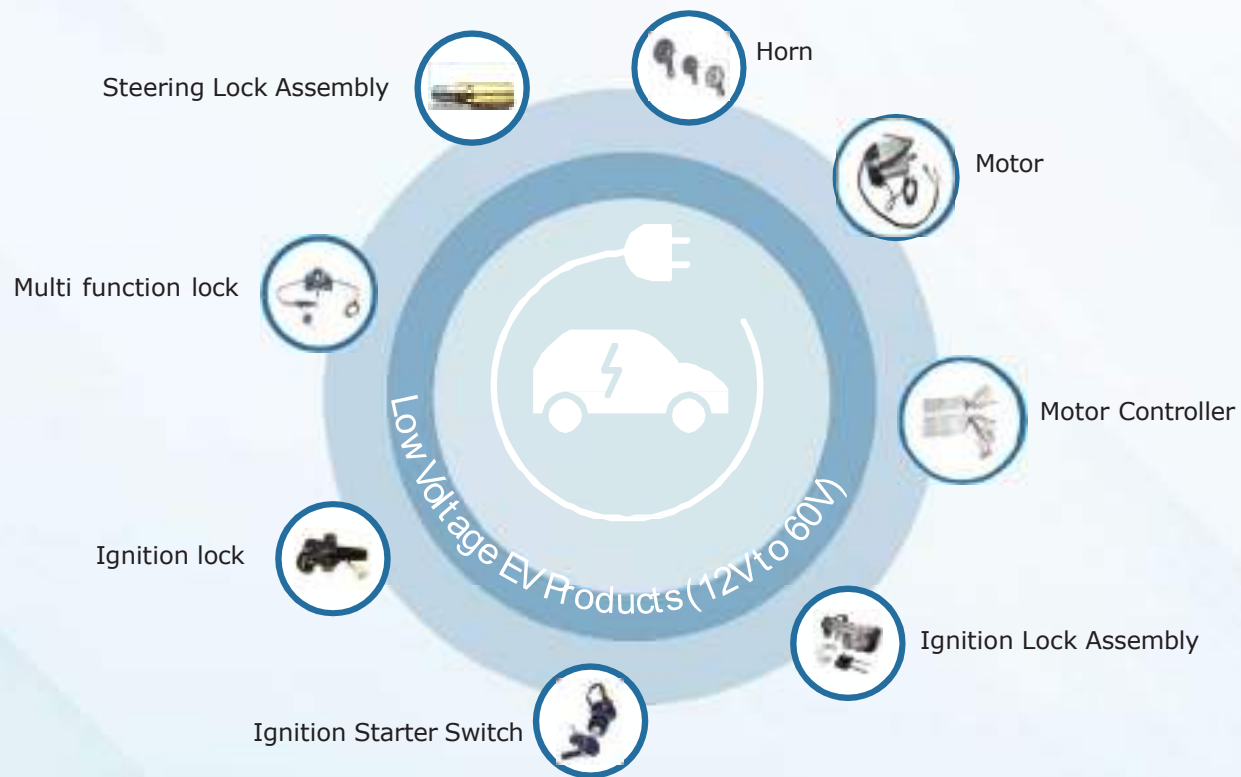 Horn
Steering Lock Assembly
Motor
Multi function lock
Motor Controller
Low Voltage EV Products (12V to 60V)
Ignition lock
Ignition Lock Assembly
Ignition Starter Switch